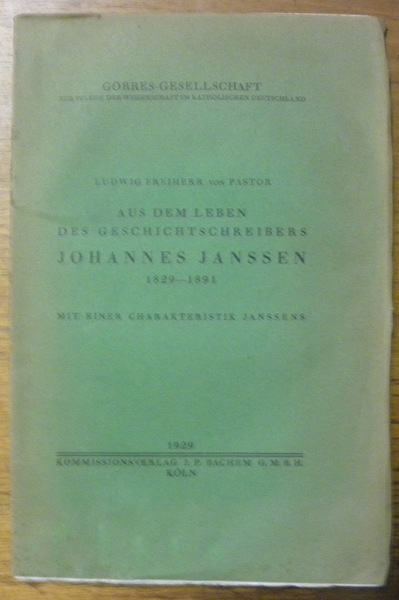 GÖRRES-GESELLSCHAFT
ZUR PFLEGE DER WISSENSCHAFT IM KATHOLISCHEN DEUTSCHLAND
LUDWIG FREIHERR VON PASTOR
AUS DEM LEBEN
DES GESCHICHTSCHREIBERS
JOHANNES JANSSEN
1829—1891
MIT EINER CHARAKTERISTIK JANSSENS
1929
KOMMISSIONSVERLAG J. P. BACHEM G. M. B. H.
KÖLN